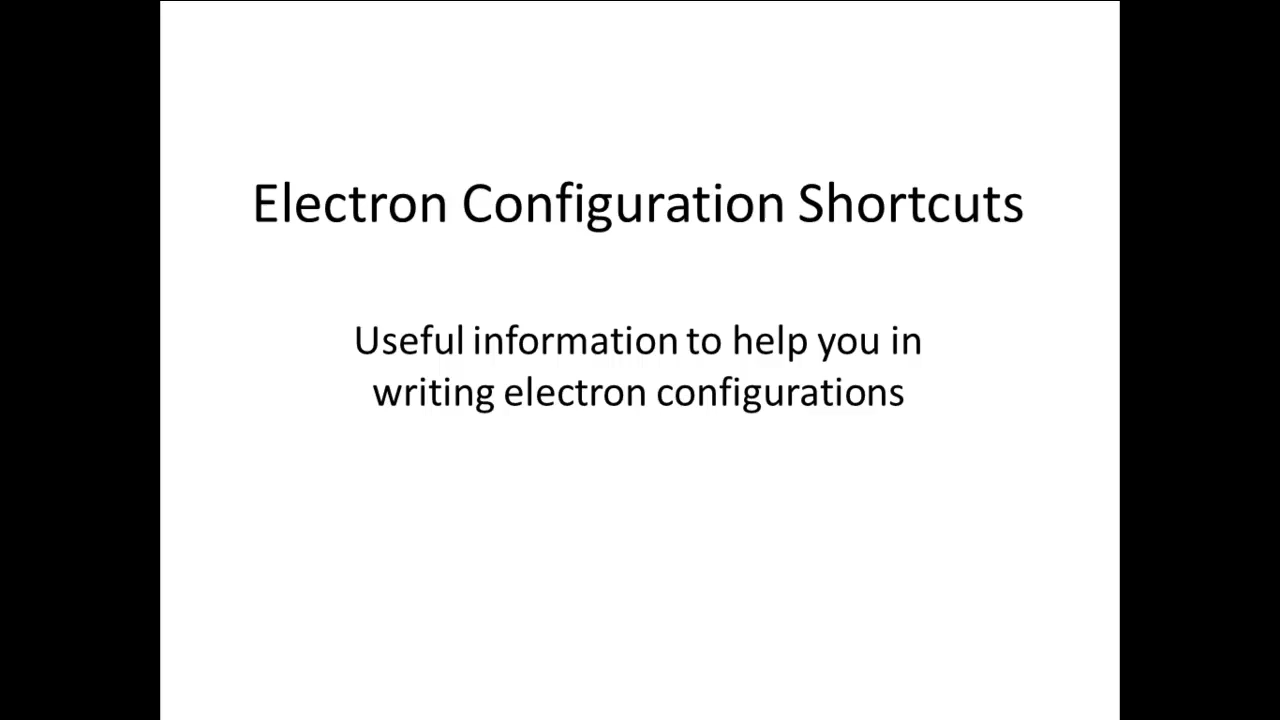 Electron Configuration Shortcuts
Useful information to help you in
writing electron configurations